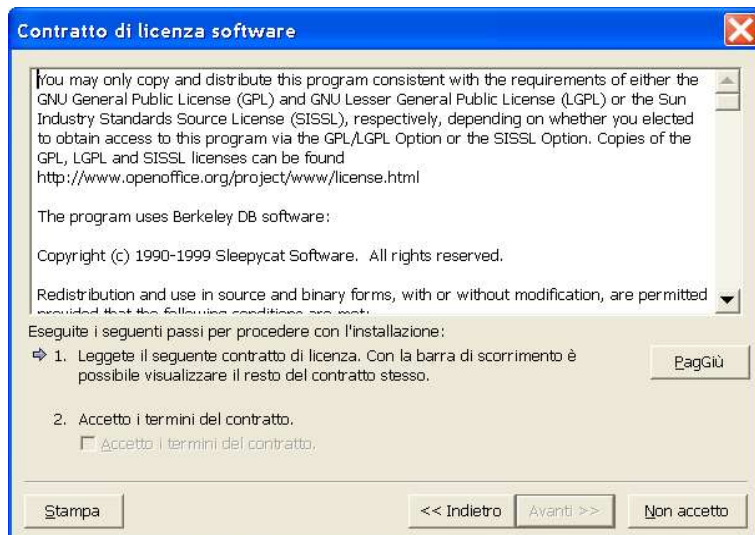 Contratto di licenza software
You may only copy and distribute this program consistent with the requirements of either the
GNU General Public License (GPL) and GNU Lesser General Public License (LGPL) or the Sun
Industry Standards Source License (SISSL), respectively, depending on whether you elected
to obtain access to this program via the GPL/LGPL Option or the SISSL Option. Copies of the
GPL, LGPL and SISSL licenses can be found
http://www.openoffice.org/project/www/license.html
The program uses Berkeley DB software:
Copyright (c) 1990-1999 Sleepycat Software. All rights reserved.
Redistribution and use in source and binary forms, with or without modification, are permitted
provided that the following conditions are met:
Eseguite i seguenti passi per procedere con l'installazione:
1. Leggete il seguente contratto di licenza. Con la barra di scorrimento è
possibile visualizzare il resto del contratto stesso.
PagGiù
2. Accetto i termini del contratto.
Accetto i termini del contratto.
Stampa
<< Indietro
Avanti >>
Non accetto